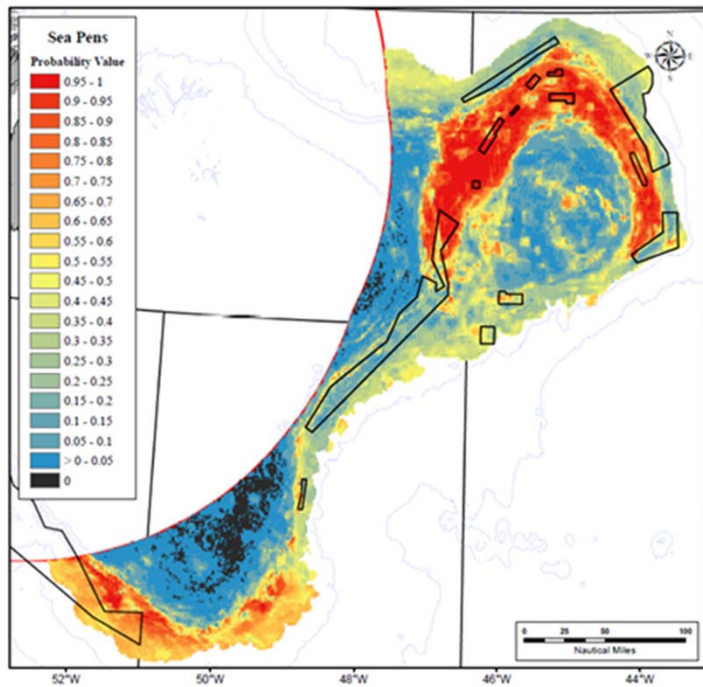 Sea Pens
Probability Value
0.95 - 1
0.9 - 0.95
0.85 - 0.9
0.8 - 0.85
0.75 - 0.8
0.7 - 0.75
0.65 - 0.7
0.6 - 0.65
0.55 - 0.6
0.5 - 0.55
0.45 - 0.5
0.4 - 0.45
0.35 - 0.4
0.3 - 0.35
0.25 - 0.3
0.2 - 0.25
0.15 - 0.2
0.1 - 0.15
0.05 - 0.1
> 0 - 0.05
0
N
W E
S
0 25 50 100
Nautical Miles
52°W 50°W 48°W 46°W 44°W